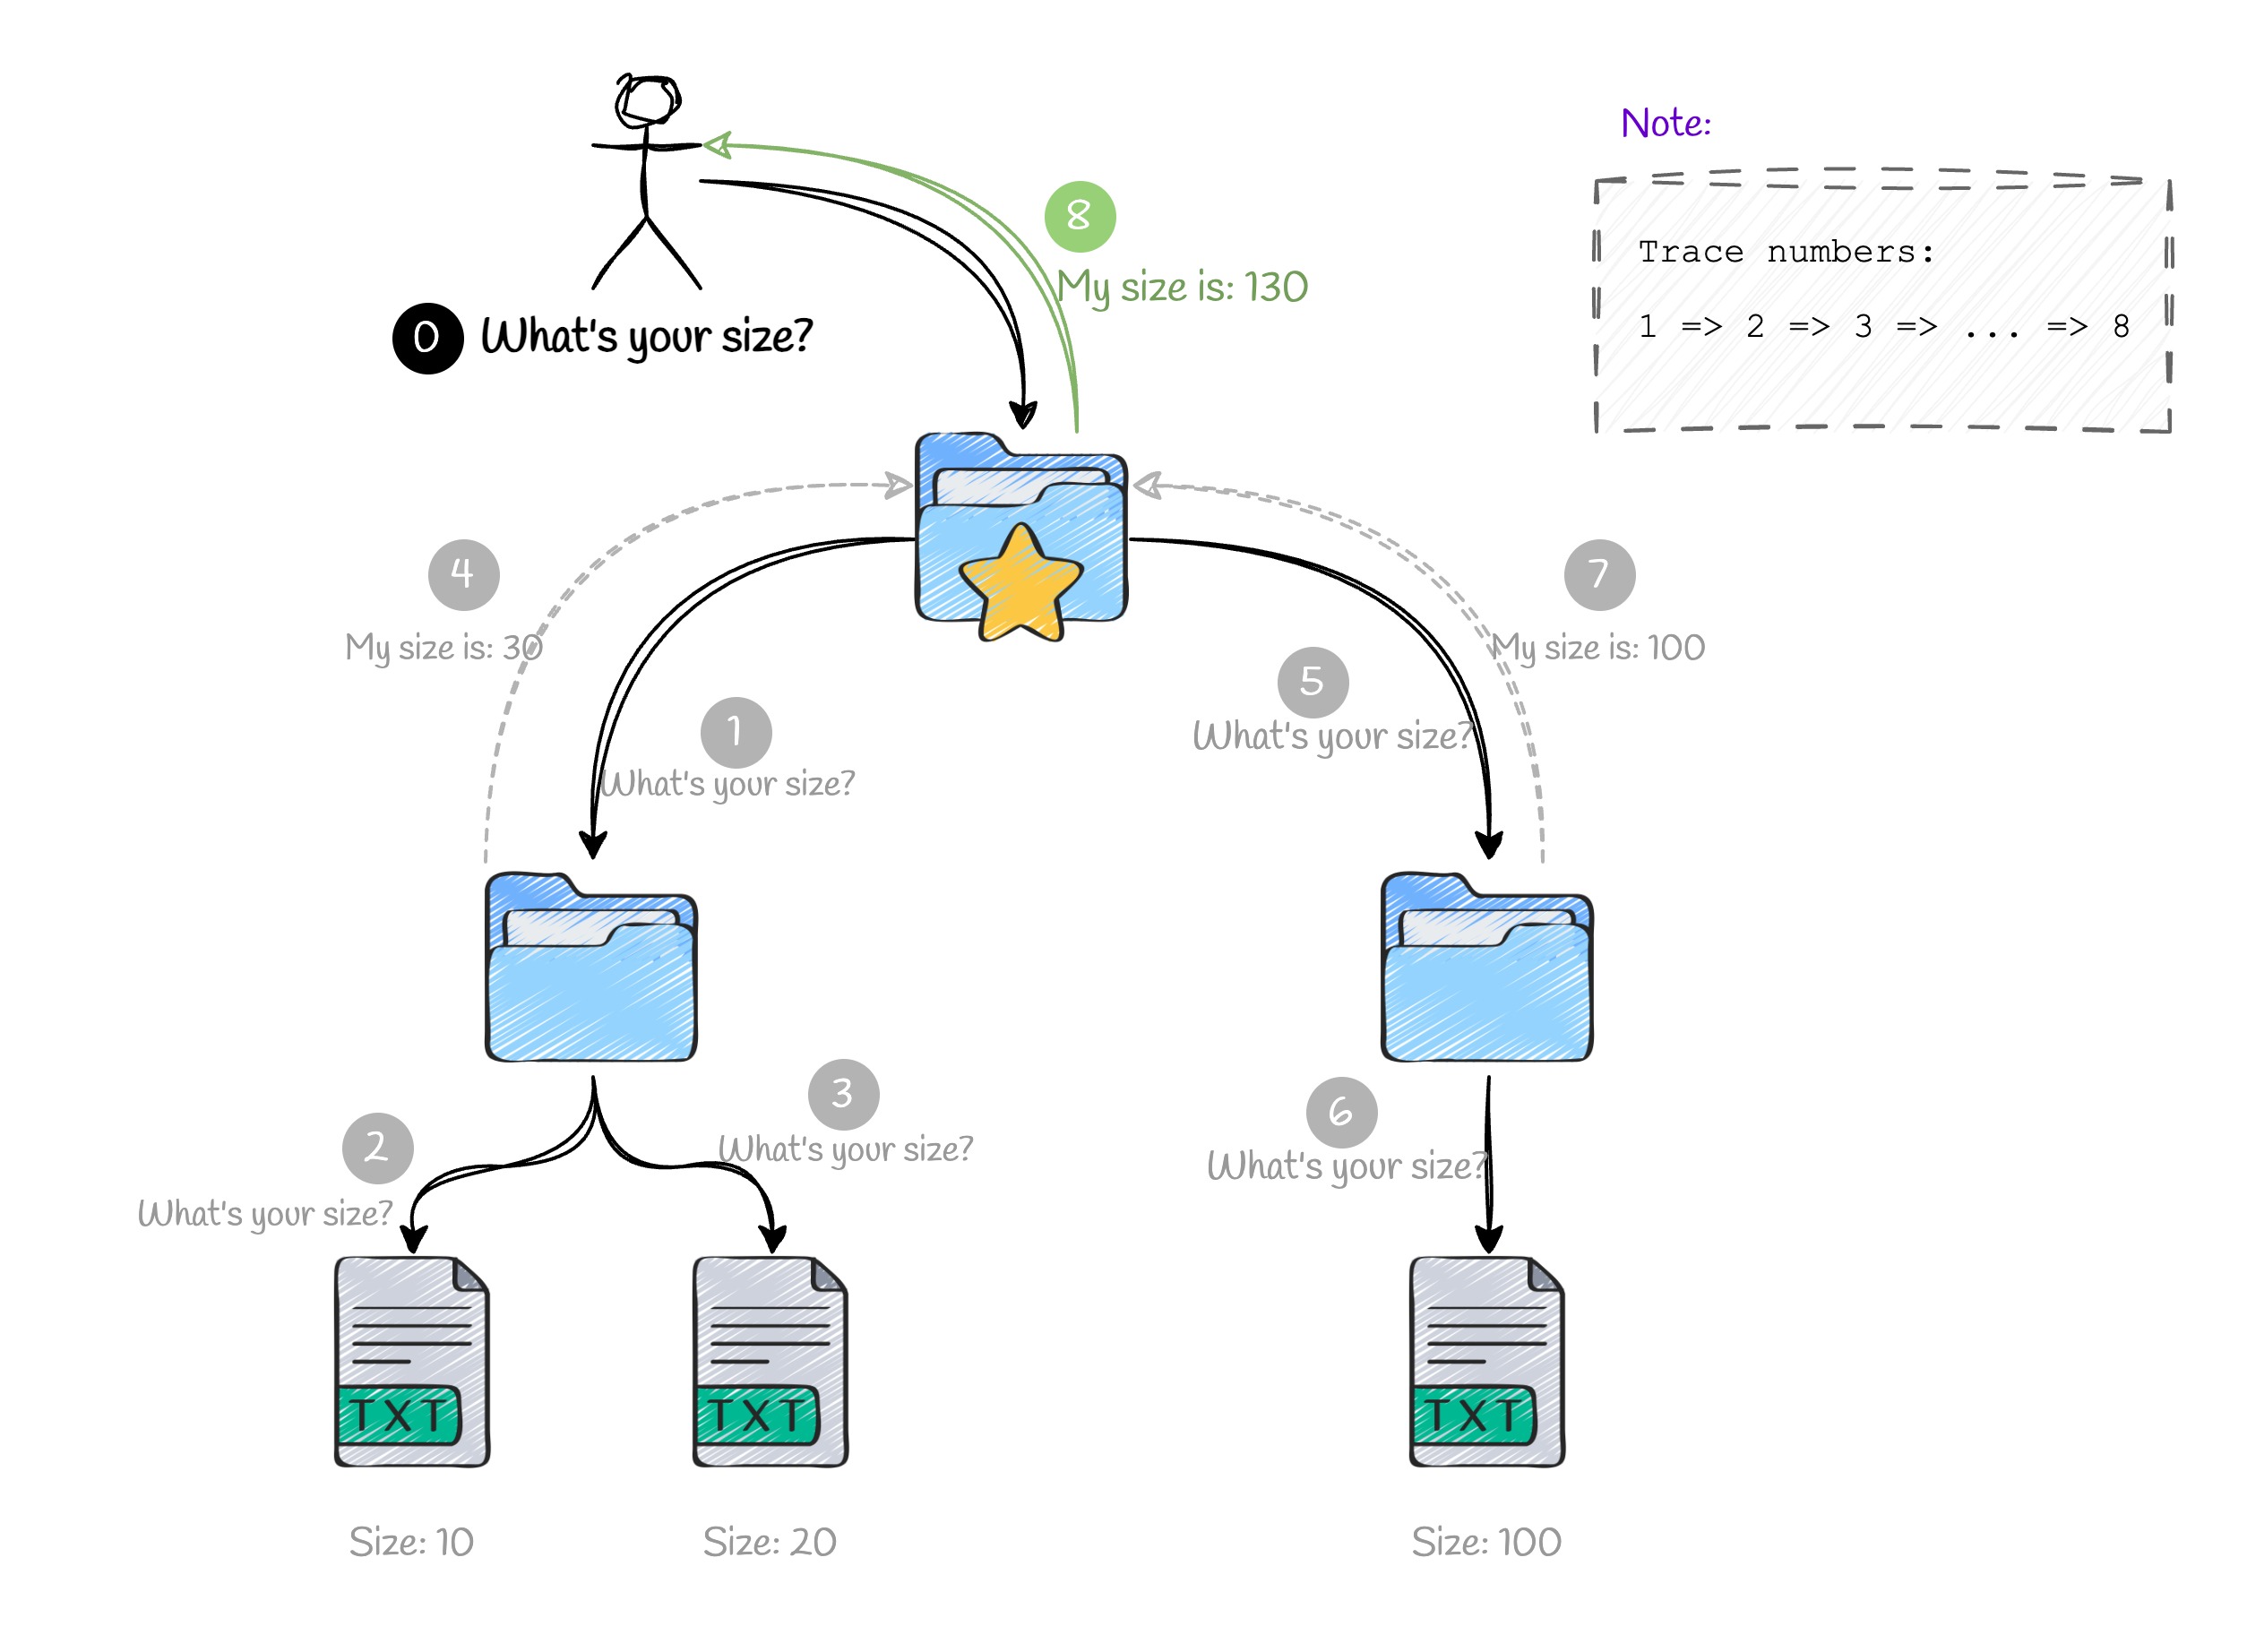 Note:
8
Trace numbers:
My size is: 130
0 What's your size?
1 => 2 => 3 => ... => 8
4
7
My size is: 30
My size is: 100
5
1
What's your size?
What's your size?
3
6
2
What's your size?
What's your size?
What's your size?
TXT
TXT
TXT
Size: 10
Size: 20
Size: 100